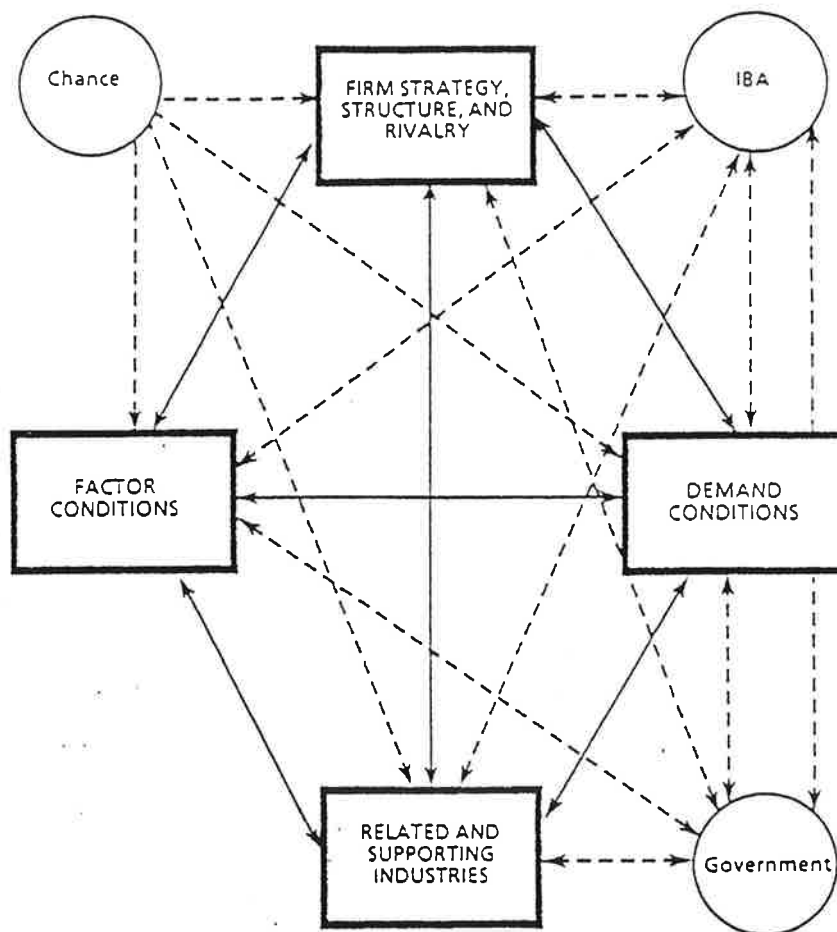 Chance
FIRM STRATEGY,
STRUCTURE, AND
RIVALRY
IBA
FACTOR
CONDITIONS
DEMAND
CONDITIONS
RELATED AND
SUPPORTING
INDUSTRIES
Government